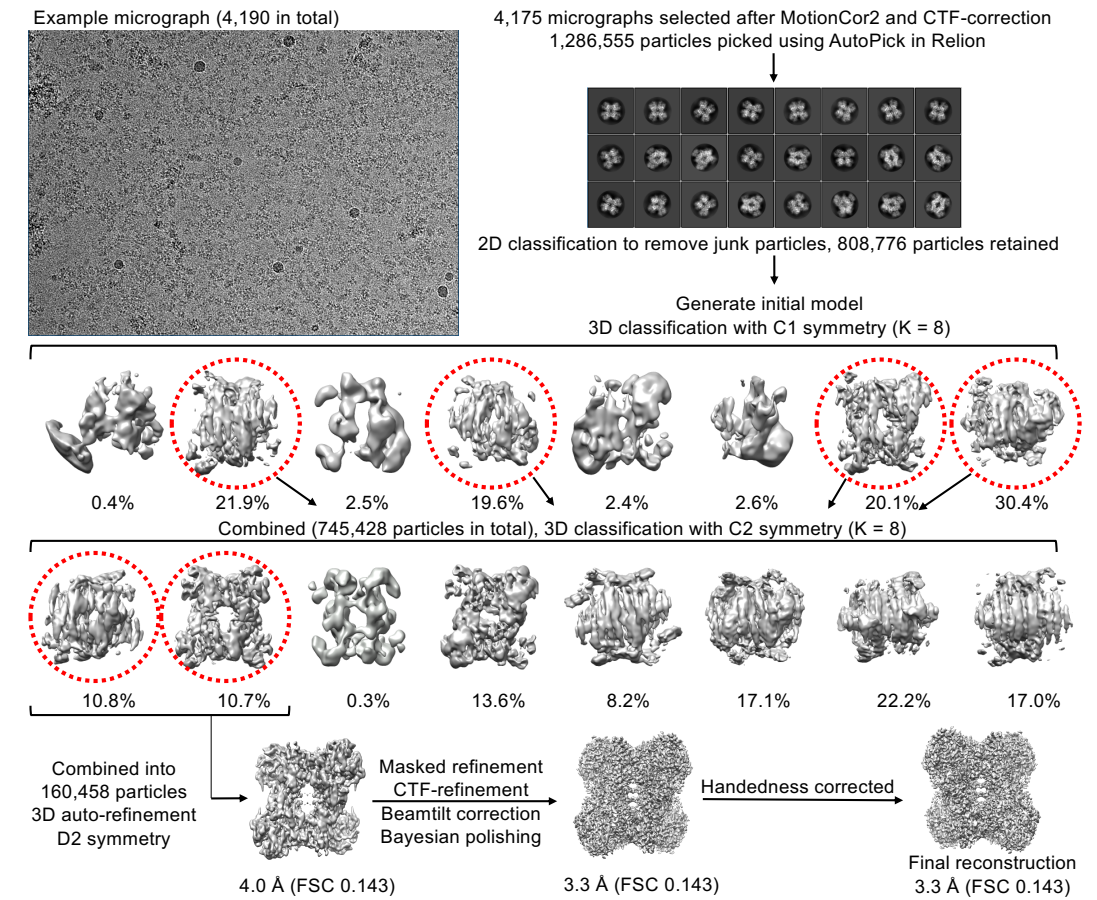 Example micrograph (4,190 in total)
4,175 micrographs selected after MotionCor2 and CTF-correction
1,286,555 particles picked using AutoPick in Relion
2D classification to remove junk particles, 808,776 particles retained
Generate initial model
3D classification with C1 symmetry (K = 8)
0.4%
21.9%
2.5%
19.6%
2.4%
2.6%
20.1%
30.4%
Combined (745,428 particles in total), 3D classification with C2 symmetry (K = 8)
10.8%
10.7%
0.3%
13.6%
8.2%
17.1%
22.2%
17.0%
Combined into
160,458 particles
3D auto-refinement
D2 symmetry
4.0 Å (FSC 0.143)
Masked refinement
CTF-refinement
Beamtilt correction
Bayesian polishing
3.3 Å (FSC 0.143)
Handedness corrected
Final reconstruction
3.3 Å (FSC 0.143)